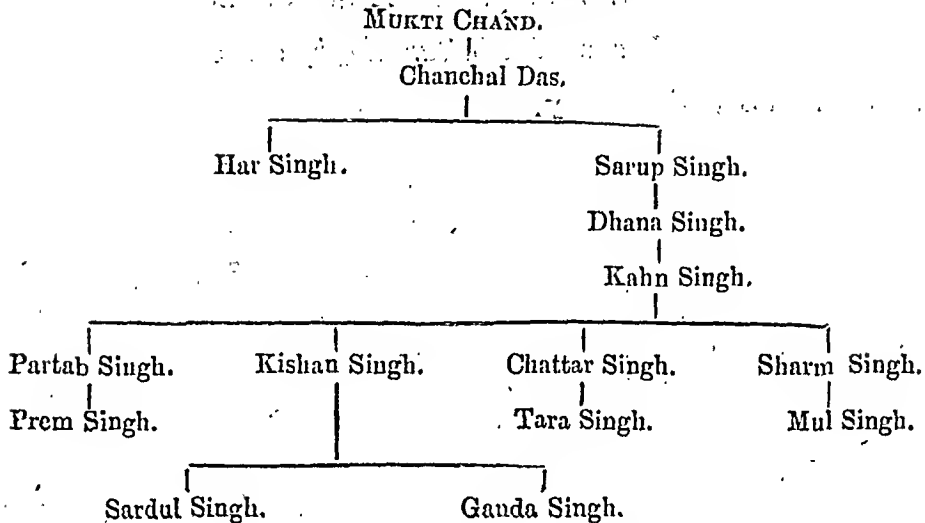 MUKTI CHAND.
Chanchal Das.
Har Singh. Sarup Singh.
Dhana Singh.
Kahn Singh.
Partab Singh. Kishan Singh. Chattar Singh. Sharm Singh.
Prem Singh. Tara Singh. Mul Singh.
Sardul Singh. Ganda Singh.